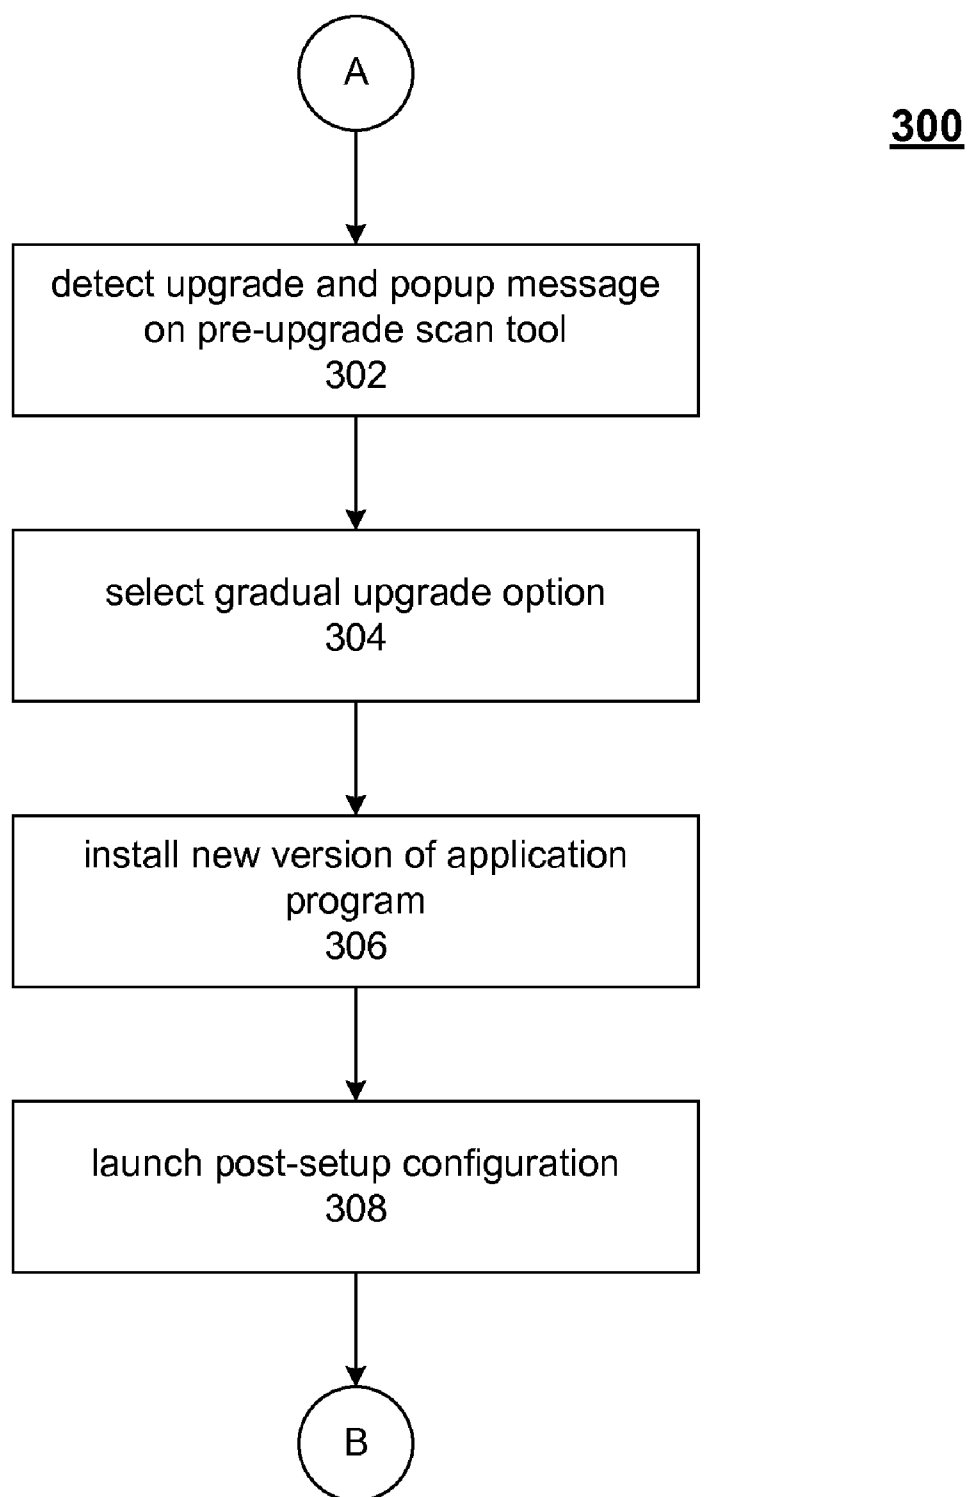 A
300
detect upgrade and popup message
on pre-upgrade scan tool
302
select gradual upgrade option
304
install new version of application
program
306
launch post-setup configuration
308
B